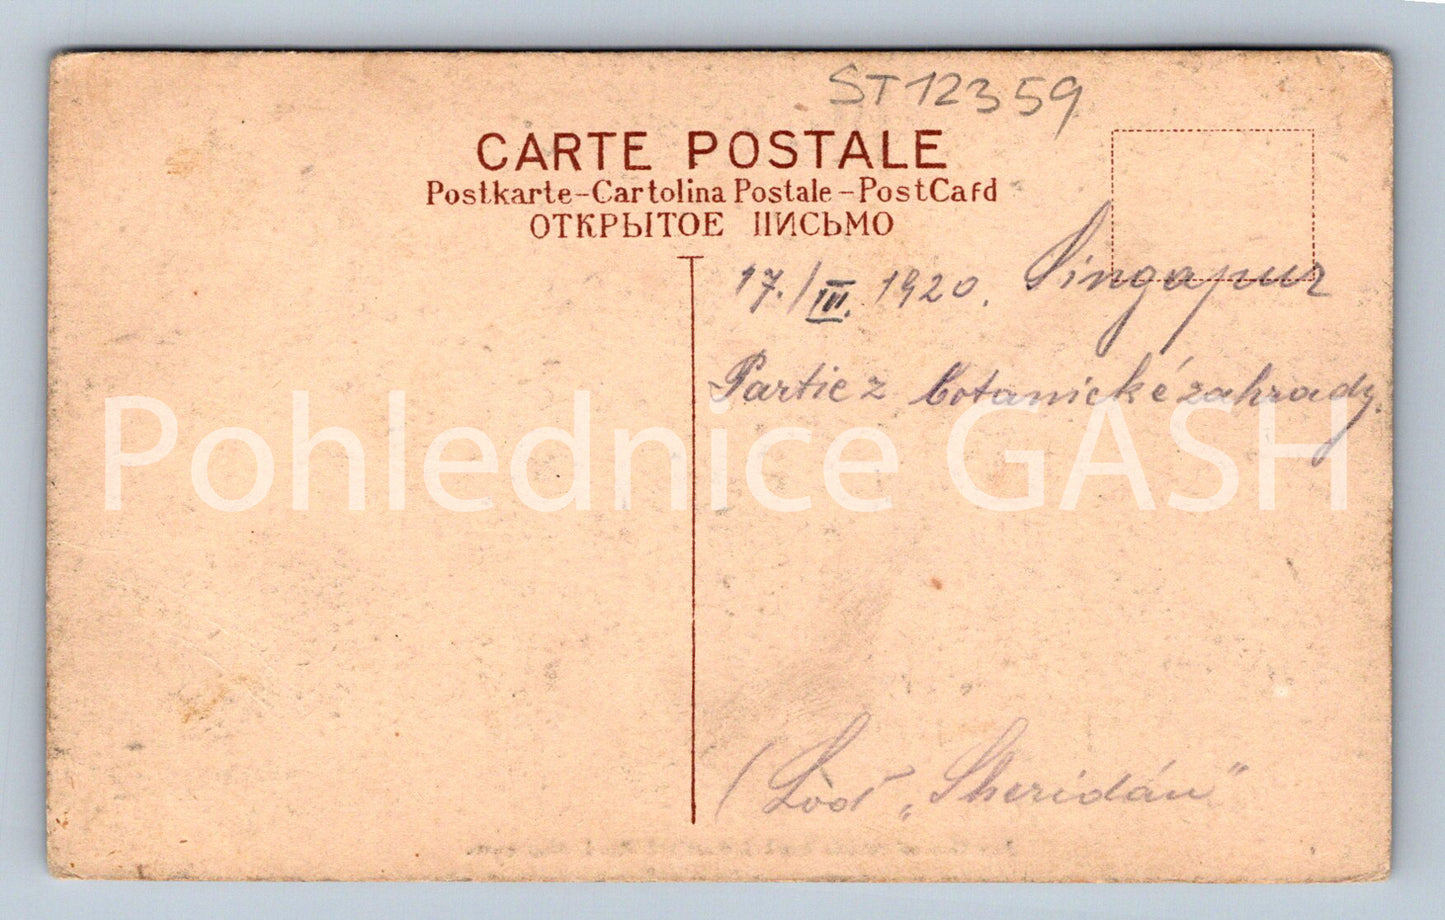 ST12359
CARTE POSTALE
Postkarte-Cartolina Postale-PostCard
ОТКРЫТОЕ ПИСЬМО
17./III. 1920. Singapur
Partie z botanické zahrady.
Pohlednice GASH
(Loď „Sheridán"